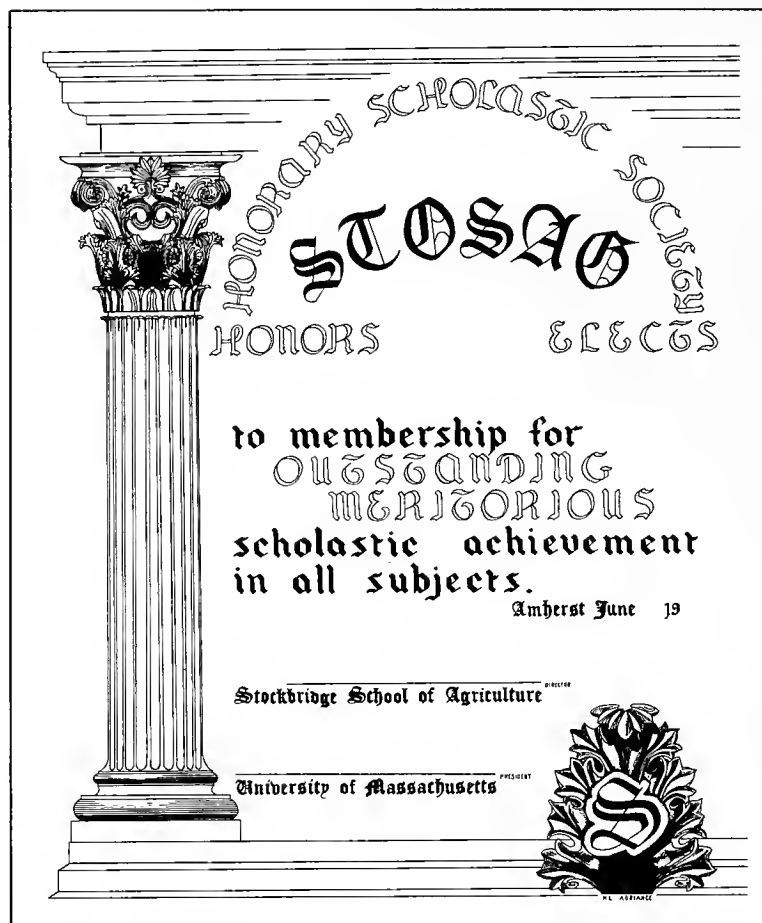 HONORARY SCHOLASTIC SOCIETY
STOSAG
HONORS ELECTS
to membership for
OUTSTANDING
MERITORIOUS
scholastic achievement
in all subjects.
Amherst June 19
DIRECTOR
Stockbridge School of Agriculture
PRESIDENT
University of Massachusetts
S
H L ADRIANCE